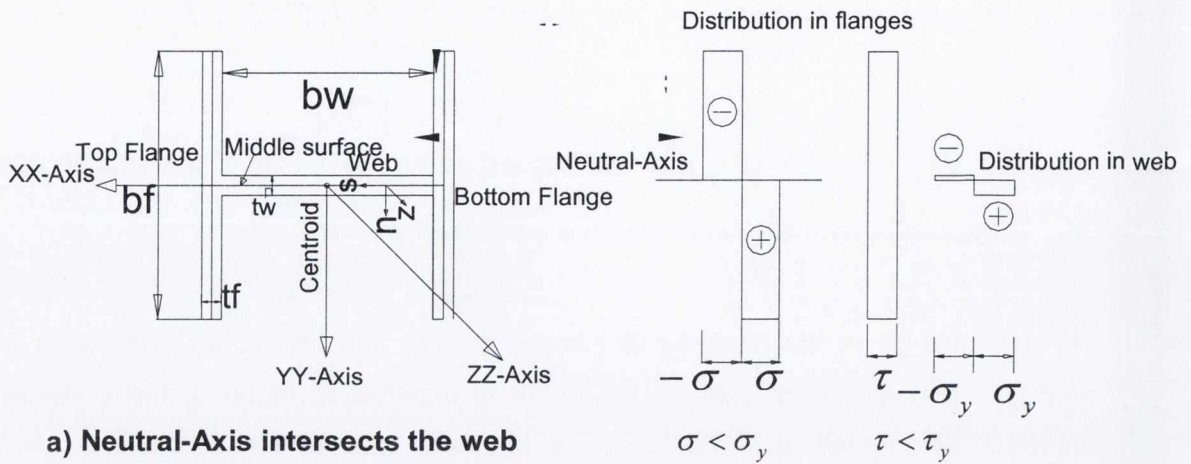 Distribution in flanges
bw
Top Flange
Middle surface
Web
Neutral-Axis
Distribution in web
XX-Axis
bf
tw
s
n
z
Bottom Flange
Centroid
tf
YY-Axis
ZZ-Axis
−σ
σ
τ
−σy
σy
a) Neutral-Axis intersects the web
σ < σy
τ < τy